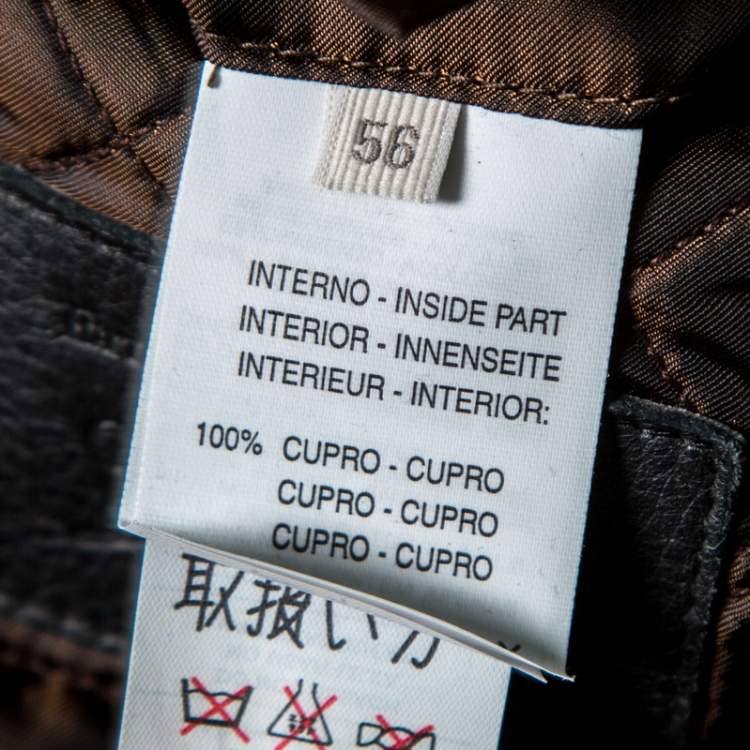 56
INTERNO - INSIDE PART
INTERIOR - INNENSEITE
INTERIEUR - INTERIOR:
100% CUPRO - CUPRO
CUPRO - CUPRO
CUPRO - CUPRO
取扱い方